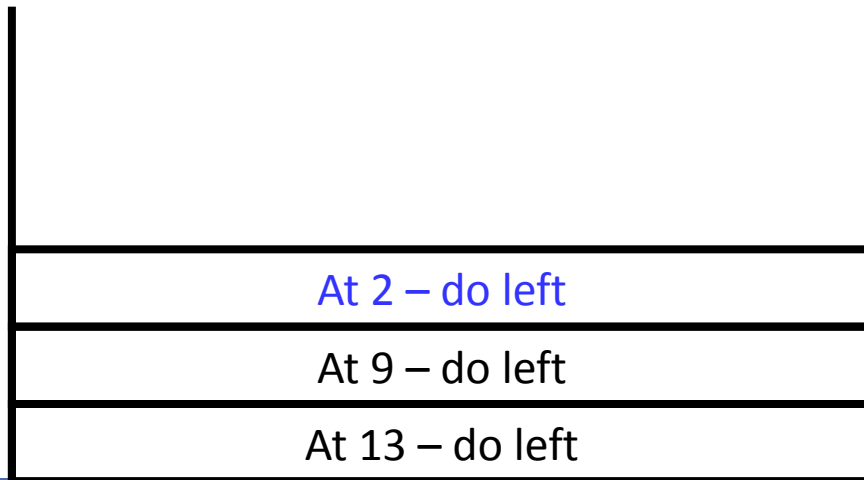 At 2 – do left
At 9 – do left
At 13 – do left